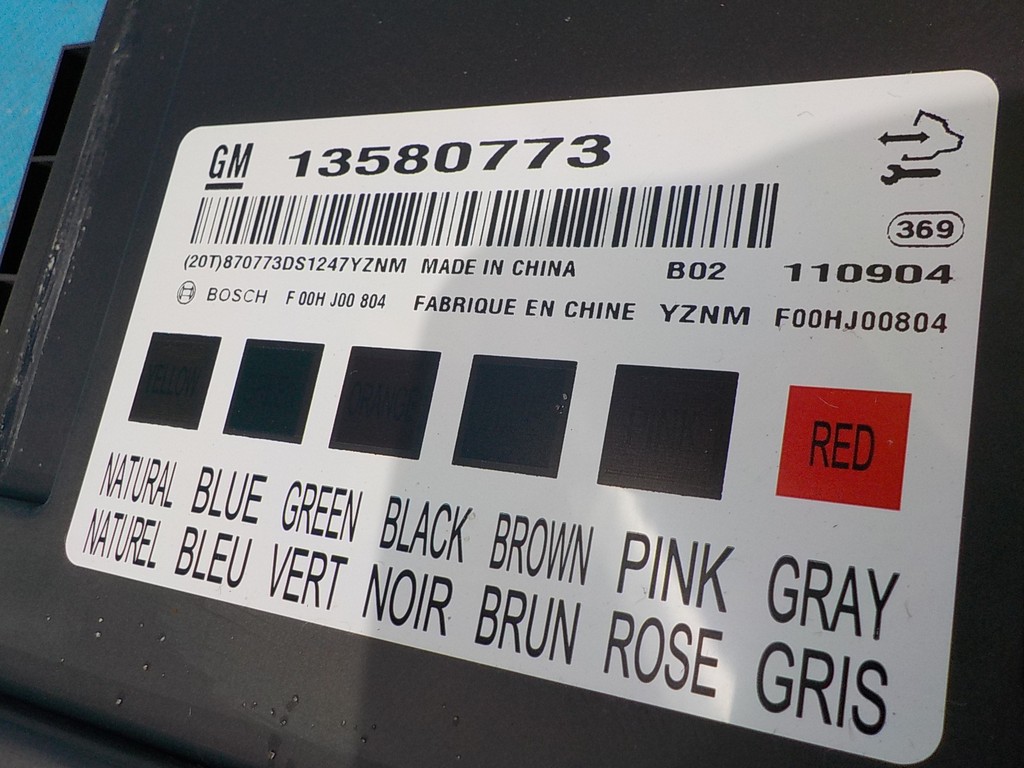 GM 13580773
369
(20T)870773DS1247YZNM MADE IN CHINA B02 110904
BOSCH F 00H J00 804 FABRIQUE EN CHINE YZNM F00HJ00804
YELLOW ORANGE PINK RED
NATURAL BLUE GREEN BLACK BROWN PINK GRAY
NATUREL BLEU VERT NOIR BRUN ROSE GRIS